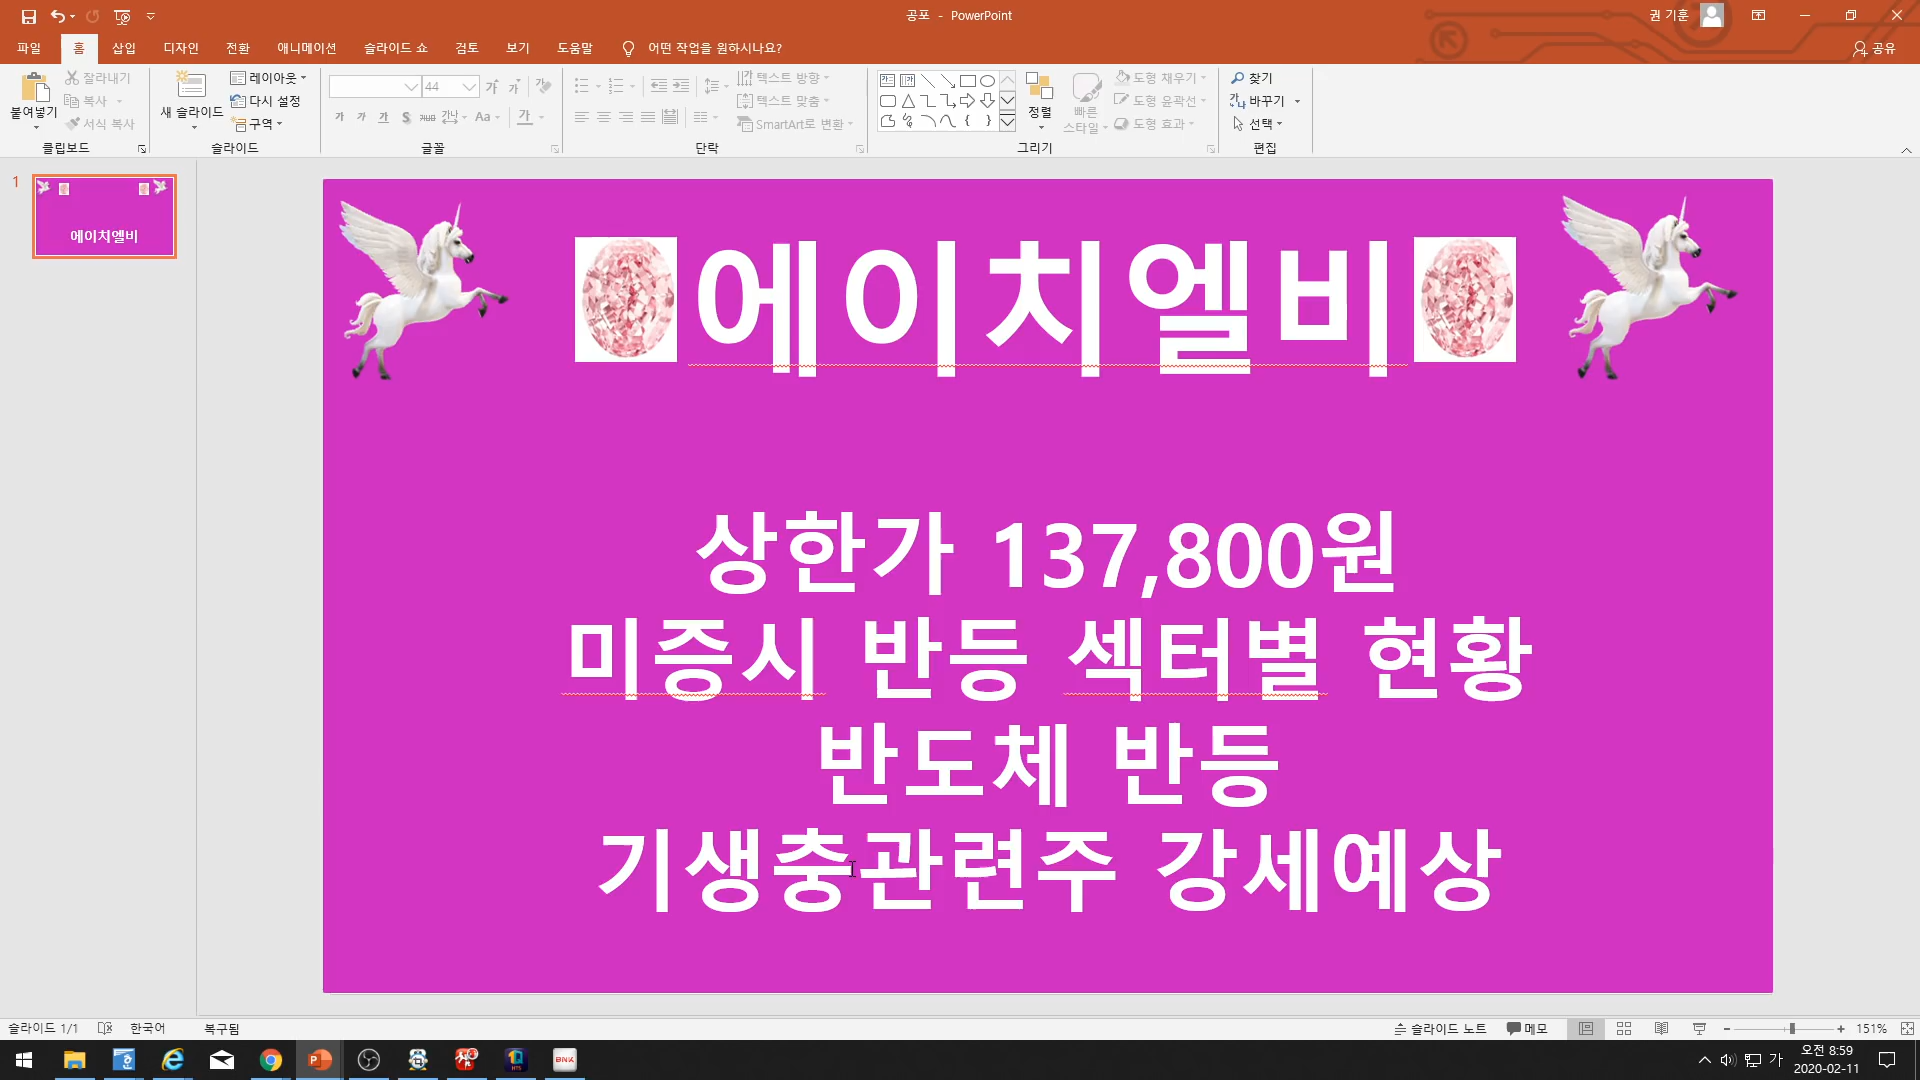 공포 - PowerPoint
권 기훈
파일 홈 삽입 디자인 전환 애니메이션 슬라이드 쇼 검토 보기 도움말 어떤 작업을 원하시나요? 공유
붙여넣기
잘라내기
복사
서식 복사
클립보드
새 슬라이드
레이아웃
다시 설정
구역
슬라이드
44
가 가 가 S 간 Aa 가
글꼴
텍스트 방향
텍스트 맞춤
SmartArt로 변환
단락
정렬
빠른 스타일
도형 채우기
도형 윤곽선
도형 효과
그리기
찾기
바꾸기
선택
편집
1
에이치엘비
에이치엘비
상한가 137,800원
미증시 반등 섹터별 현황
반도체 반등
기생충관련주 강세예상
슬라이드 1/1 한국어 복구됨 슬라이드 노트 메모 151%
BNK
가
오전 8:59
2020-02-11